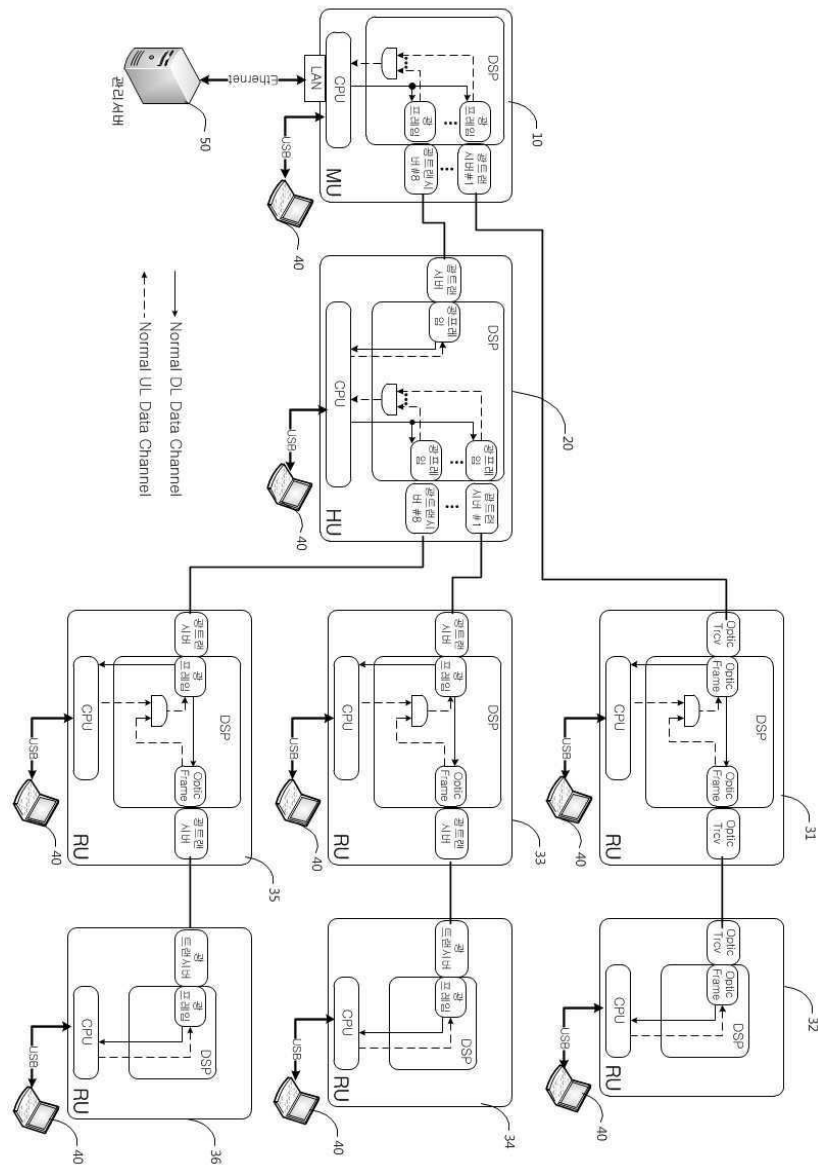 관리서버
50
Ethernet
LAN
CPU
DSP
광
프레임
광
프레임
광트랜시
버 #8
광트랜
시버 #1
MU
10
USB
40
광트랜
시버
광프레
임
DSP
CPU
광프레
임
광프레
임
광트랜시
버 #8
광트랜
시버 #1
HU
20
USB
40
Normal DL Data Channel
Normal UL Data Channel
Optic
Trcv
Optic
Frame
DSP
CPU
Optic
Frame
Optic
Trcv
RU
31
USB
40
Optic
Trcv
Optic
Frame
DSP
CPU
RU
32
USB
40
광트랜
시버
광
프레임
DSP
CPU
Optic
Frame
광트랜
시버
RU
33
USB
40
광
트랜시버
광
프레임
DSP
CPU
RU
34
USB
40
광트랜
시버
광
프레임
DSP
CPU
Optic
Frame
광트랜
시버
RU
35
USB
40
광
트랜시버
광
프레임
DSP
CPU
RU
36
USB
40